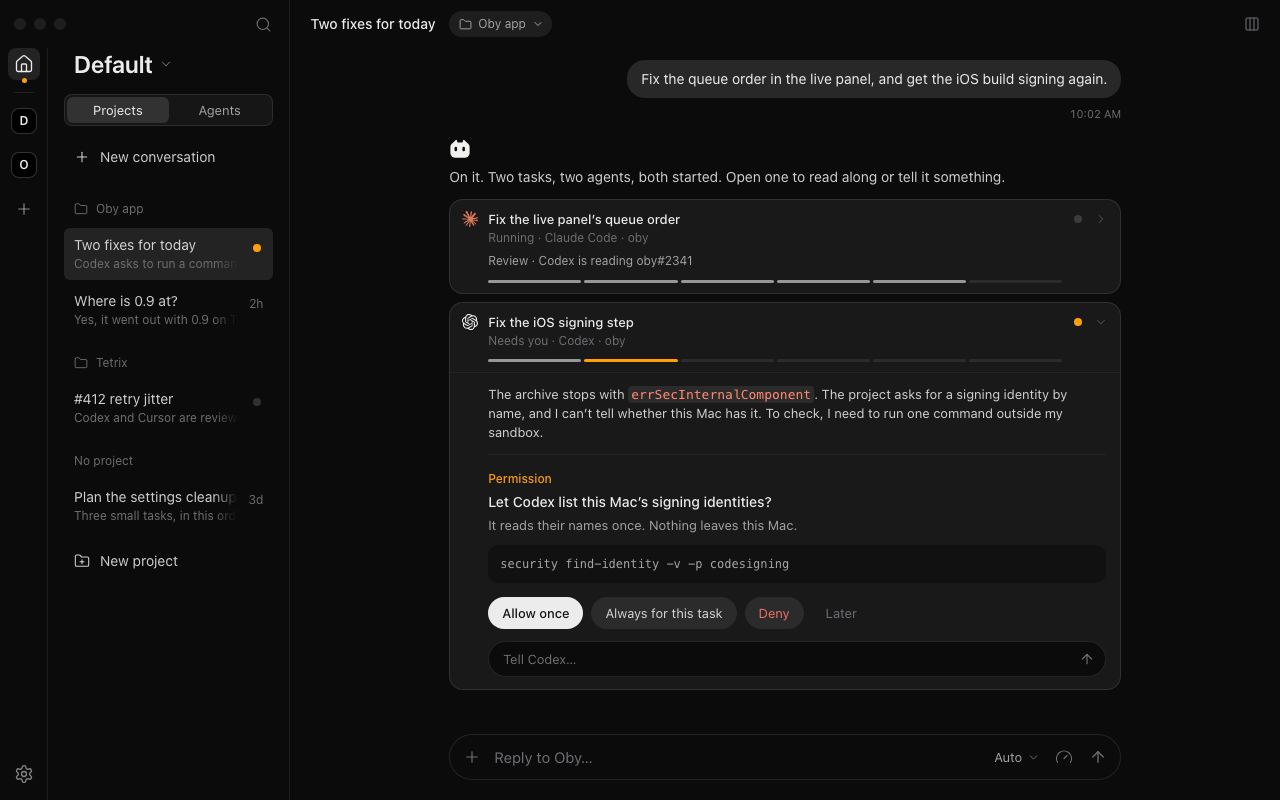 Two fixes for today
Oby app
Default
Projects
Agents
New conversation
Oby app
Two fixes for today
Codex asks to run a comman
Where is 0.9 at?
2h
Yes, it went out with 0.9 on T
Tetrix
#412 retry jitter
Codex and Cursor are review
No project
Plan the settings cleanup
3d
Three small tasks, in this ord
New project
D
O
Fix the queue order in the live panel, and get the iOS build signing again.
10:02 AM
On it. Two tasks, two agents, both started. Open one to read along or tell it something.
Fix the live panel’s queue order
Running · Claude Code · oby
Review · Codex is reading oby#2341
Fix the iOS signing step
Needs you · Codex · oby
The archive stops with errSecInternalComponent. The project asks for a signing identity by
name, and I can’t tell whether this Mac has it. To check, I need to run one command outside my
sandbox.
Permission
Let Codex list this Mac’s signing identities?
It reads their names once. Nothing leaves this Mac.
security find-identity -v -p codesigning
Allow once
Always for this task
Deny
Later
Tell Codex…
Reply to Oby…
Auto